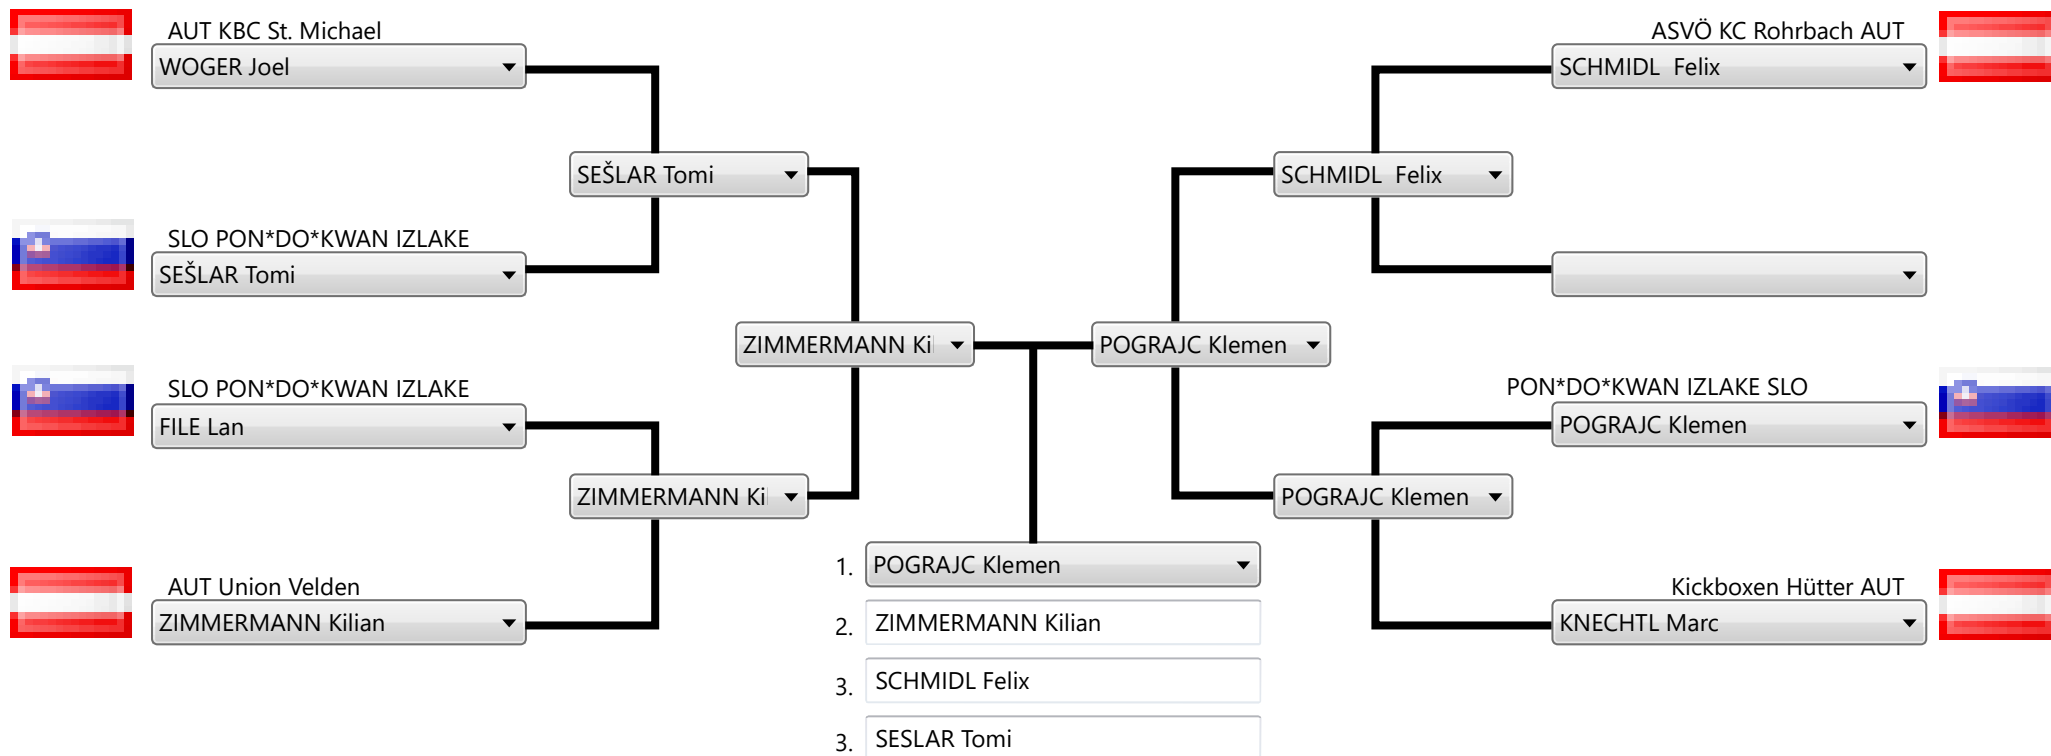 AUT KBC St. Michael
WOGER Joel
ASVÖ KC Rohrbach AUT
SCHMIDL  Felix
SEŠLAR Tomi
SCHMIDL  Felix
SLO PON*DO*KWAN IZLAKE
SEŠLAR Tomi
ZIMMERMANN Ki
POGRAJC Klemen
SLO PON*DO*KWAN IZLAKE
FILE Lan
PON*DO*KWAN IZLAKE SLO
POGRAJC Klemen
ZIMMERMANN Ki
POGRAJC Klemen
AUT Union Velden
ZIMMERMANN Kilian
Kickboxen Hütter AUT
KNECHTL Marc
1. POGRAJC Klemen
2. ZIMMERMANN Kilian
3. SCHMIDL Felix
3. SESLAR Tomi